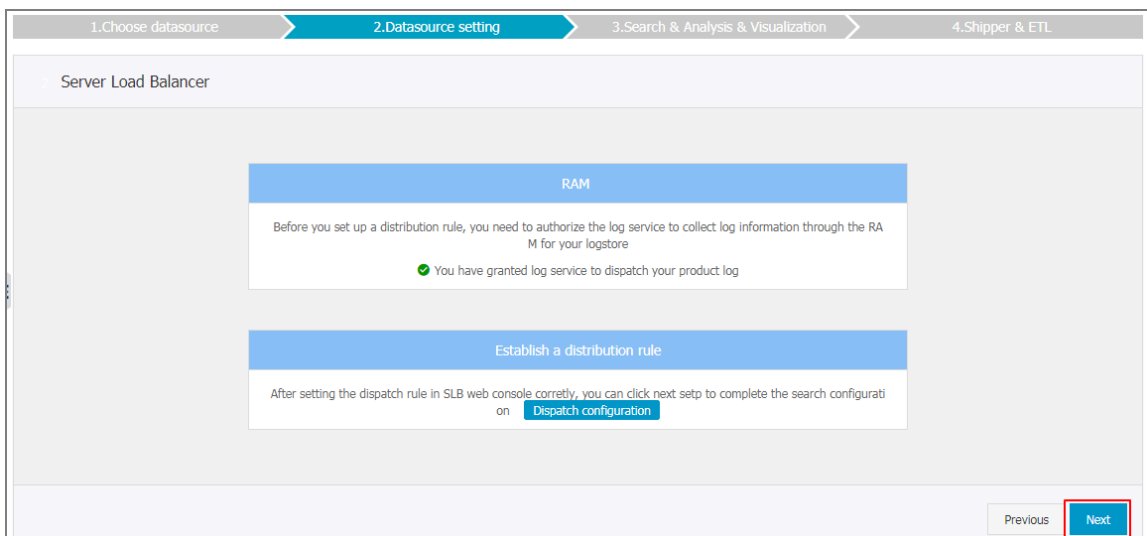 1.Choose datasource
2.Datasource setting
3.Search & Analysis & Visualization
4.Shipper & ETL
Server Load Balancer
RAM
Before you set up a distribution rule, you need to authorize the log service to collect log information through the RA
M for your logstore
You have granted log service to dispatch your product log
Establish a distribution rule
After setting the dispatch rule in SLB web console corretly, you can click next setp to complete the search configurati
on Dispatch configuration
Previous Next